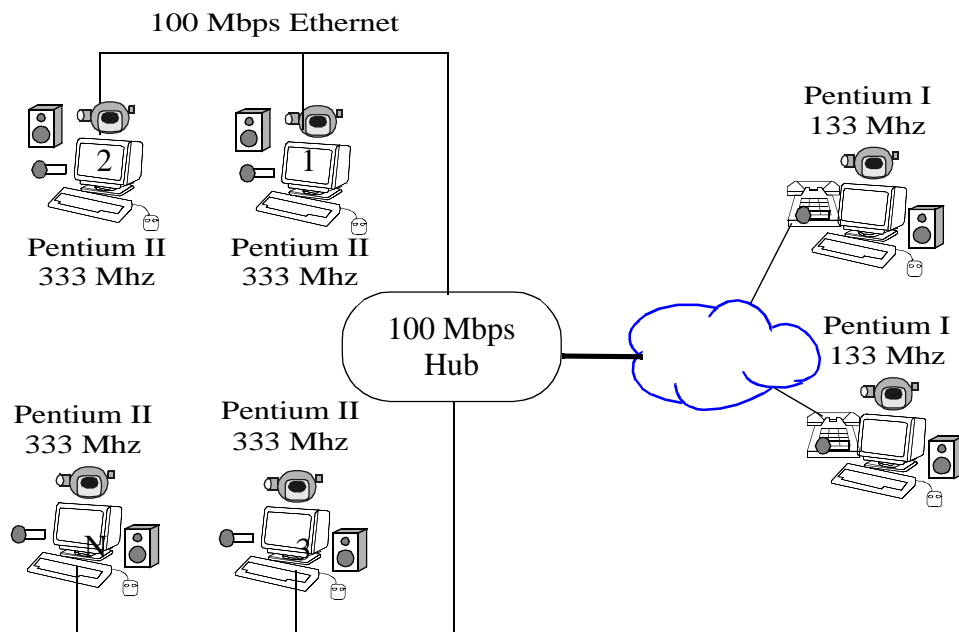 100 Mbps Ethernet
2
1
Pentium II
333 Mhz
Pentium II
333 Mhz
Pentium I
133 Mhz
100 Mbps
Hub
Pentium I
133 Mhz
Pentium II
333 Mhz
Pentium II
333 Mhz
N
3